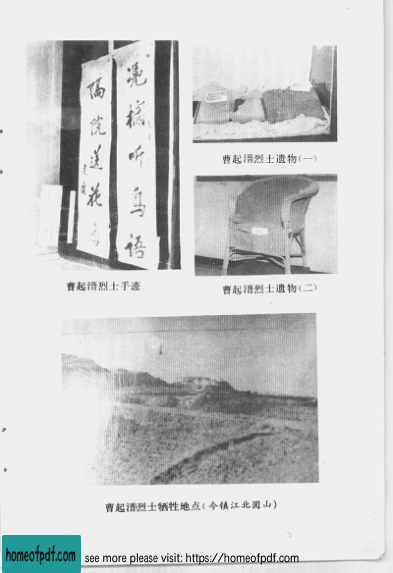 听鸟语
隔院送花香
曹起溍烈士遗物(一)
曹起溍烈士手迹
曹起溍烈士遗物(二)
曹起溍烈士牺牲地点(今镇江北固山)
homeofpdf.com
see more please visit: https://homeofpdf.com